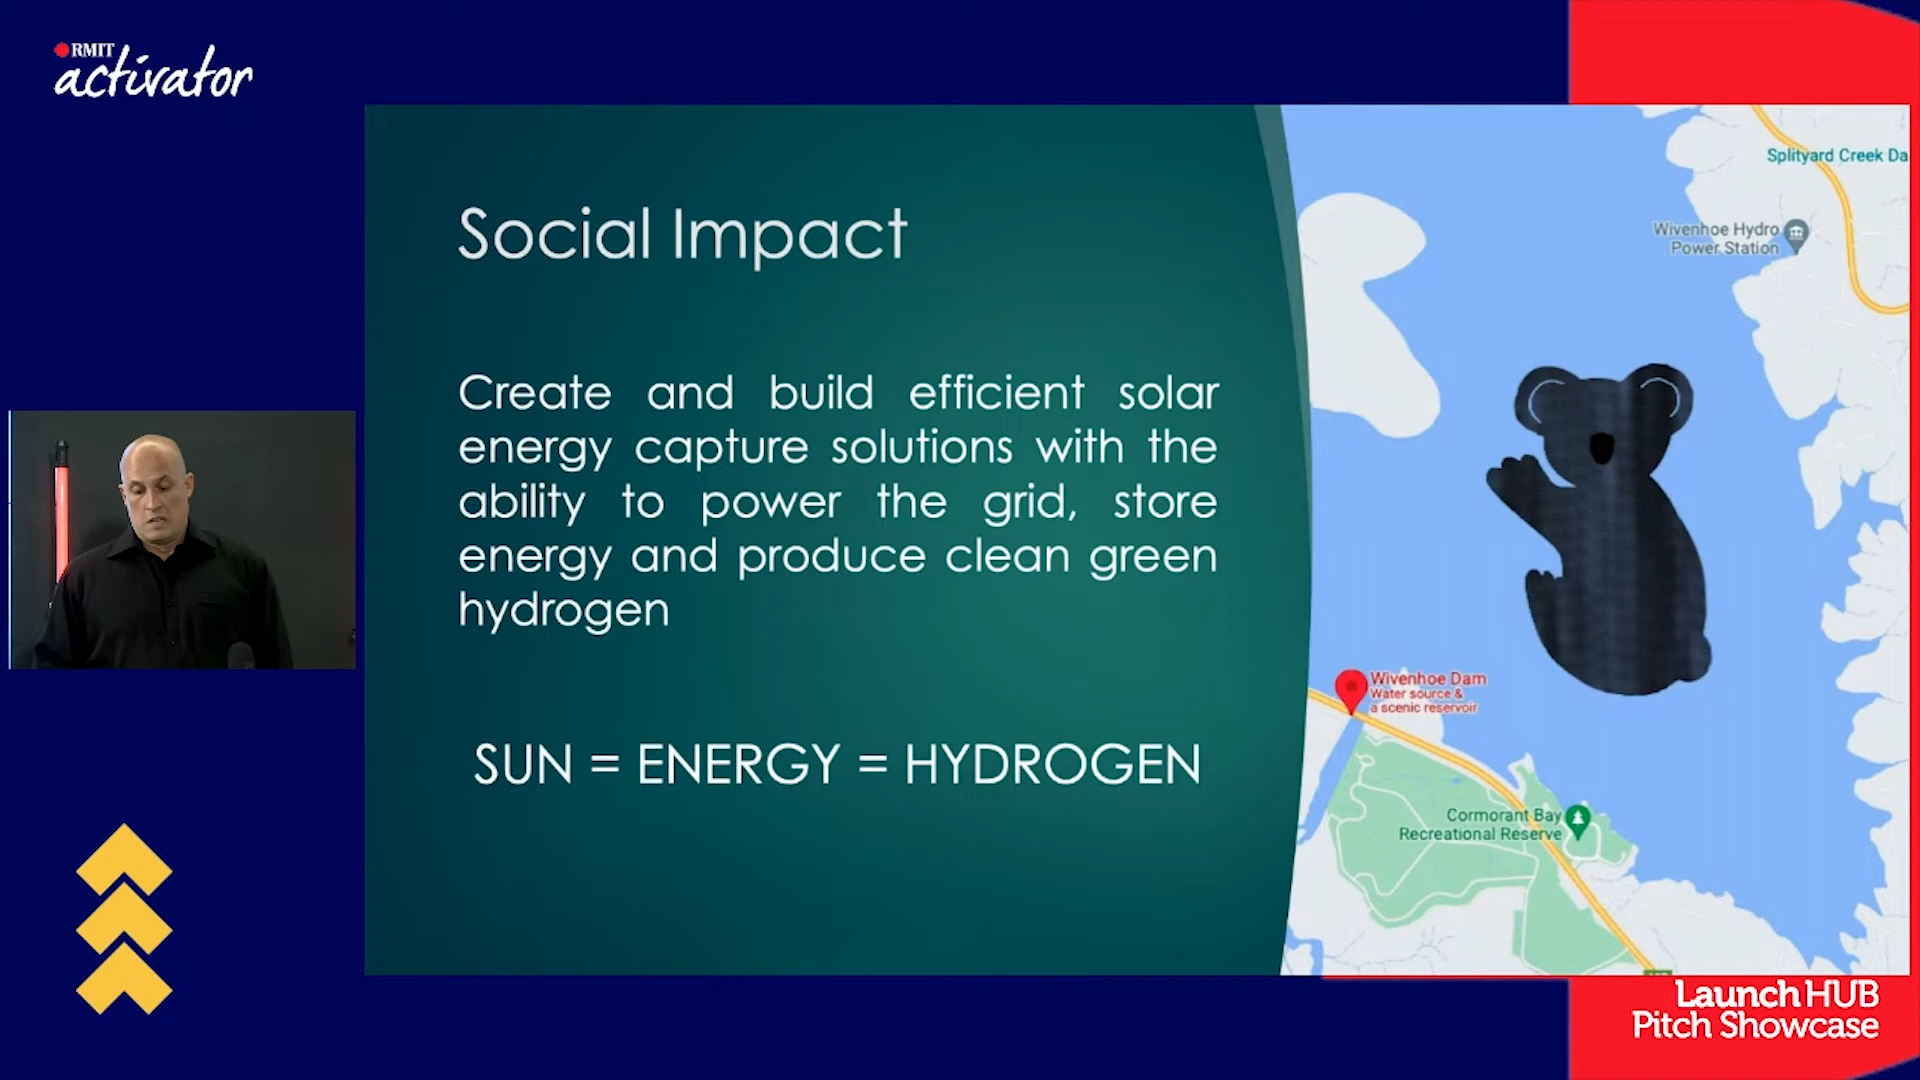 RMIT
activator
Social Impact
Create and build efficient solar
energy capture solutions with the
ability to power the grid, store
energy and produce clean green
hydrogen
SUN = ENERGY = HYDROGEN
Splityard Creek Da
Wivenhoe Hydro
Power Station
Wivenhoe Dam
Water source &
a scenic reservoir
Cormorant Bay
Recreational Reserve
Launch HUB
Pitch Showcase